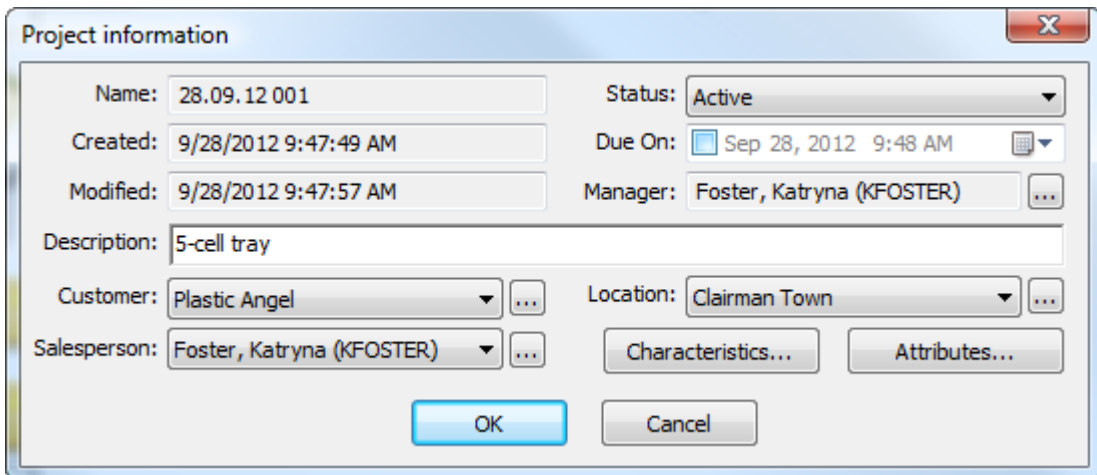 Project information
Name: 28.09.12 001 Status: Active
Created: 9/28/2012 9:47:49 AM Due On: Sep 28, 2012 9:48 AM
Modified: 9/28/2012 9:47:57 AM Manager: Foster, Katryna (KFOSTER) ...
Description: 5-cell tray
Customer: Plastic Angel ... Location: Clairman Town ...
Salesperson: Foster, Katryna (KFOSTER) ... Characteristics... Attributes...
OK Cancel